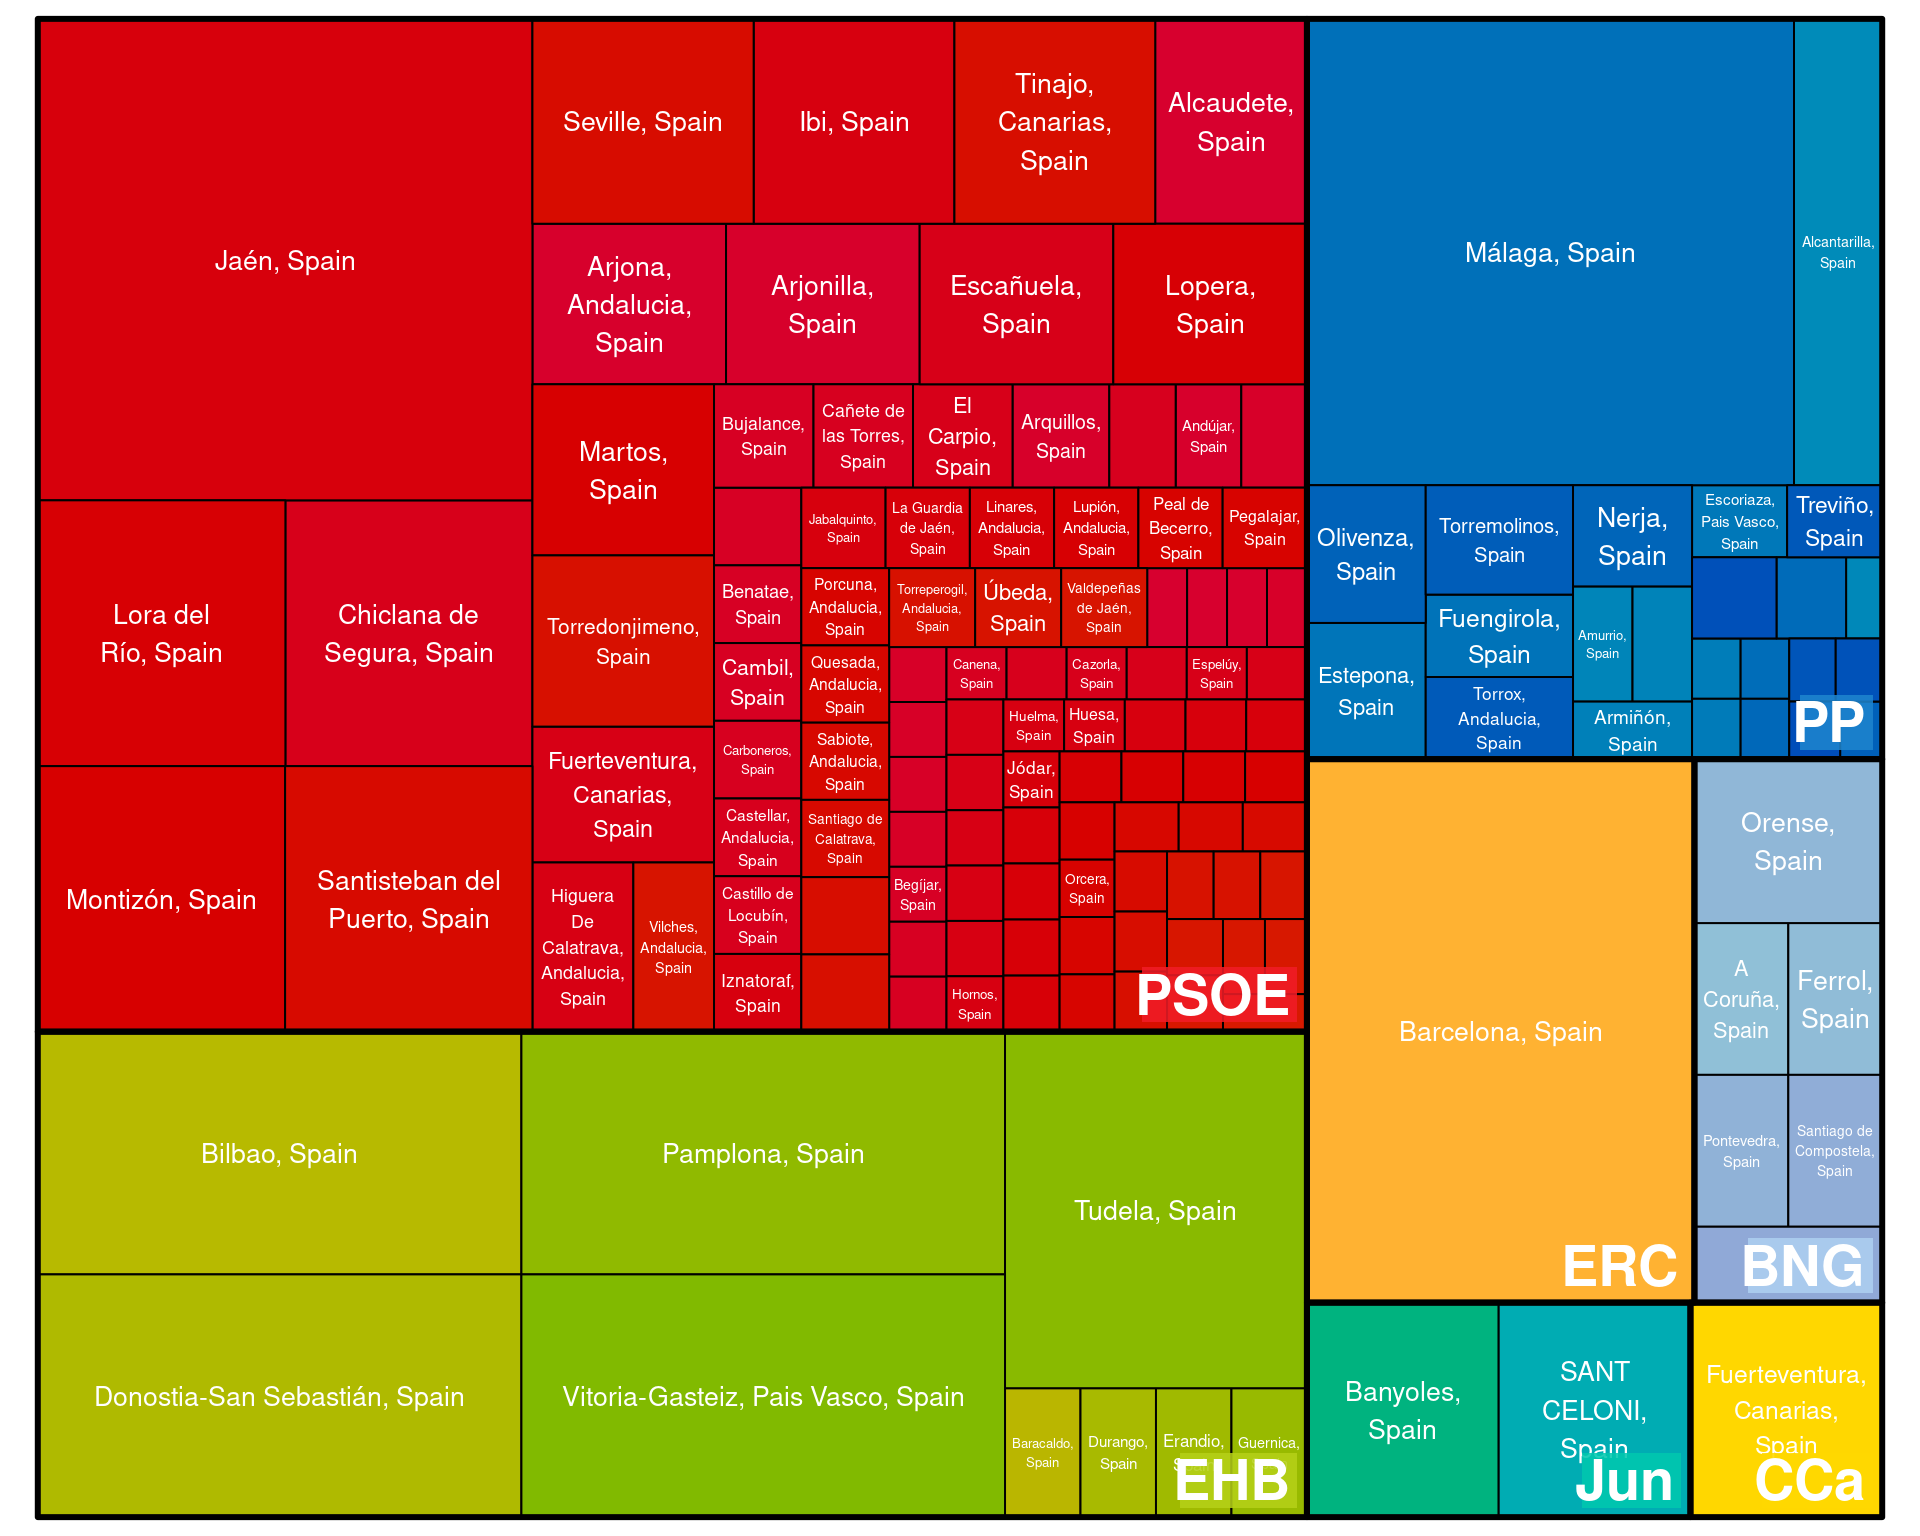 Jaén, Spain
Lora del
Río, Spain
Chiclana de
Segura, Spain
Montizón, Spain
Santisteban del
Puerto, Spain
Seville, Spain
Ibi, Spain
Tinajo,
Canarias,
Spain
Alcaudete,
Spain
Arjona,
Andalucia,
Spain
Arjonilla,
Spain
Escañuela,
Spain
Lopera,
Spain
Martos,
Spain
Torredonjimeno,
Spain
Fuerteventura,
Canarias,
Spain
Higuera
De
Calatrava,
Andalucia,
Spain
Vilches,
Andalucia,
Spain
Bujalance,
Spain
Cañete de
las Torres,
Spain
El
Carpio,
Spain
Arquillos,
Spain
Andújar,
Spain
Benatae,
Spain
Cambil,
Spain
Carboneros,
Spain
Castellar,
Andalucia,
Spain
Castillo de
Locubín,
Spain
Iznatoraf,
Spain
Jabalquinto,
Spain
La Guardia
de Jaén,
Spain
Linares,
Andalucia,
Spain
Lupión,
Andalucia,
Spain
Peal de
Becerro,
Spain
Pegalajar,
Spain
Porcuna,
Andalucia,
Spain
Quesada,
Andalucia,
Spain
Sabiote,
Andalucia,
Spain
Santiago de
Calatrava,
Spain
Torreperogil,
Andalucia,
Spain
Úbeda,
Spain
Valdepeñas
de Jaén,
Spain
Begíjar,
Spain
Canena,
Spain
Cazorla,
Spain
Espelúy,
Spain
Hornos,
Spain
Huelma,
Spain
Huesa,
Spain
Jódar,
Spain
Orcera,
Spain
PSOE
Málaga, Spain
Alcantarilla,
Spain
Olivenza,
Spain
Estepona,
Spain
Torremolinos,
Spain
Fuengirola,
Spain
Torrox,
Andalucia,
Spain
Nerja,
Spain
Amurrio,
Spain
Armiñón,
Spain
Escoriaza,
Pais Vasco,
Spain
Treviño,
Spain
PP
Bilbao, Spain
Donostia-San Sebastián, Spain
Pamplona, Spain
Vitoria-Gasteiz, Pais Vasco, Spain
Tudela, Spain
Baracaldo,
Spain
Durango,
Spain
Erandio,
Guernica,
EHB
Barcelona, Spain
ERC
Orense,
Spain
A
Coruña,
Spain
Ferrol,
Spain
Pontevedra,
Spain
Santiago de
Compostela,
Spain
BNG
Banyoles,
Spain
SANT
CELONI,
Spain
Jun
Fuerteventura,
Canarias,
Spain
CCa